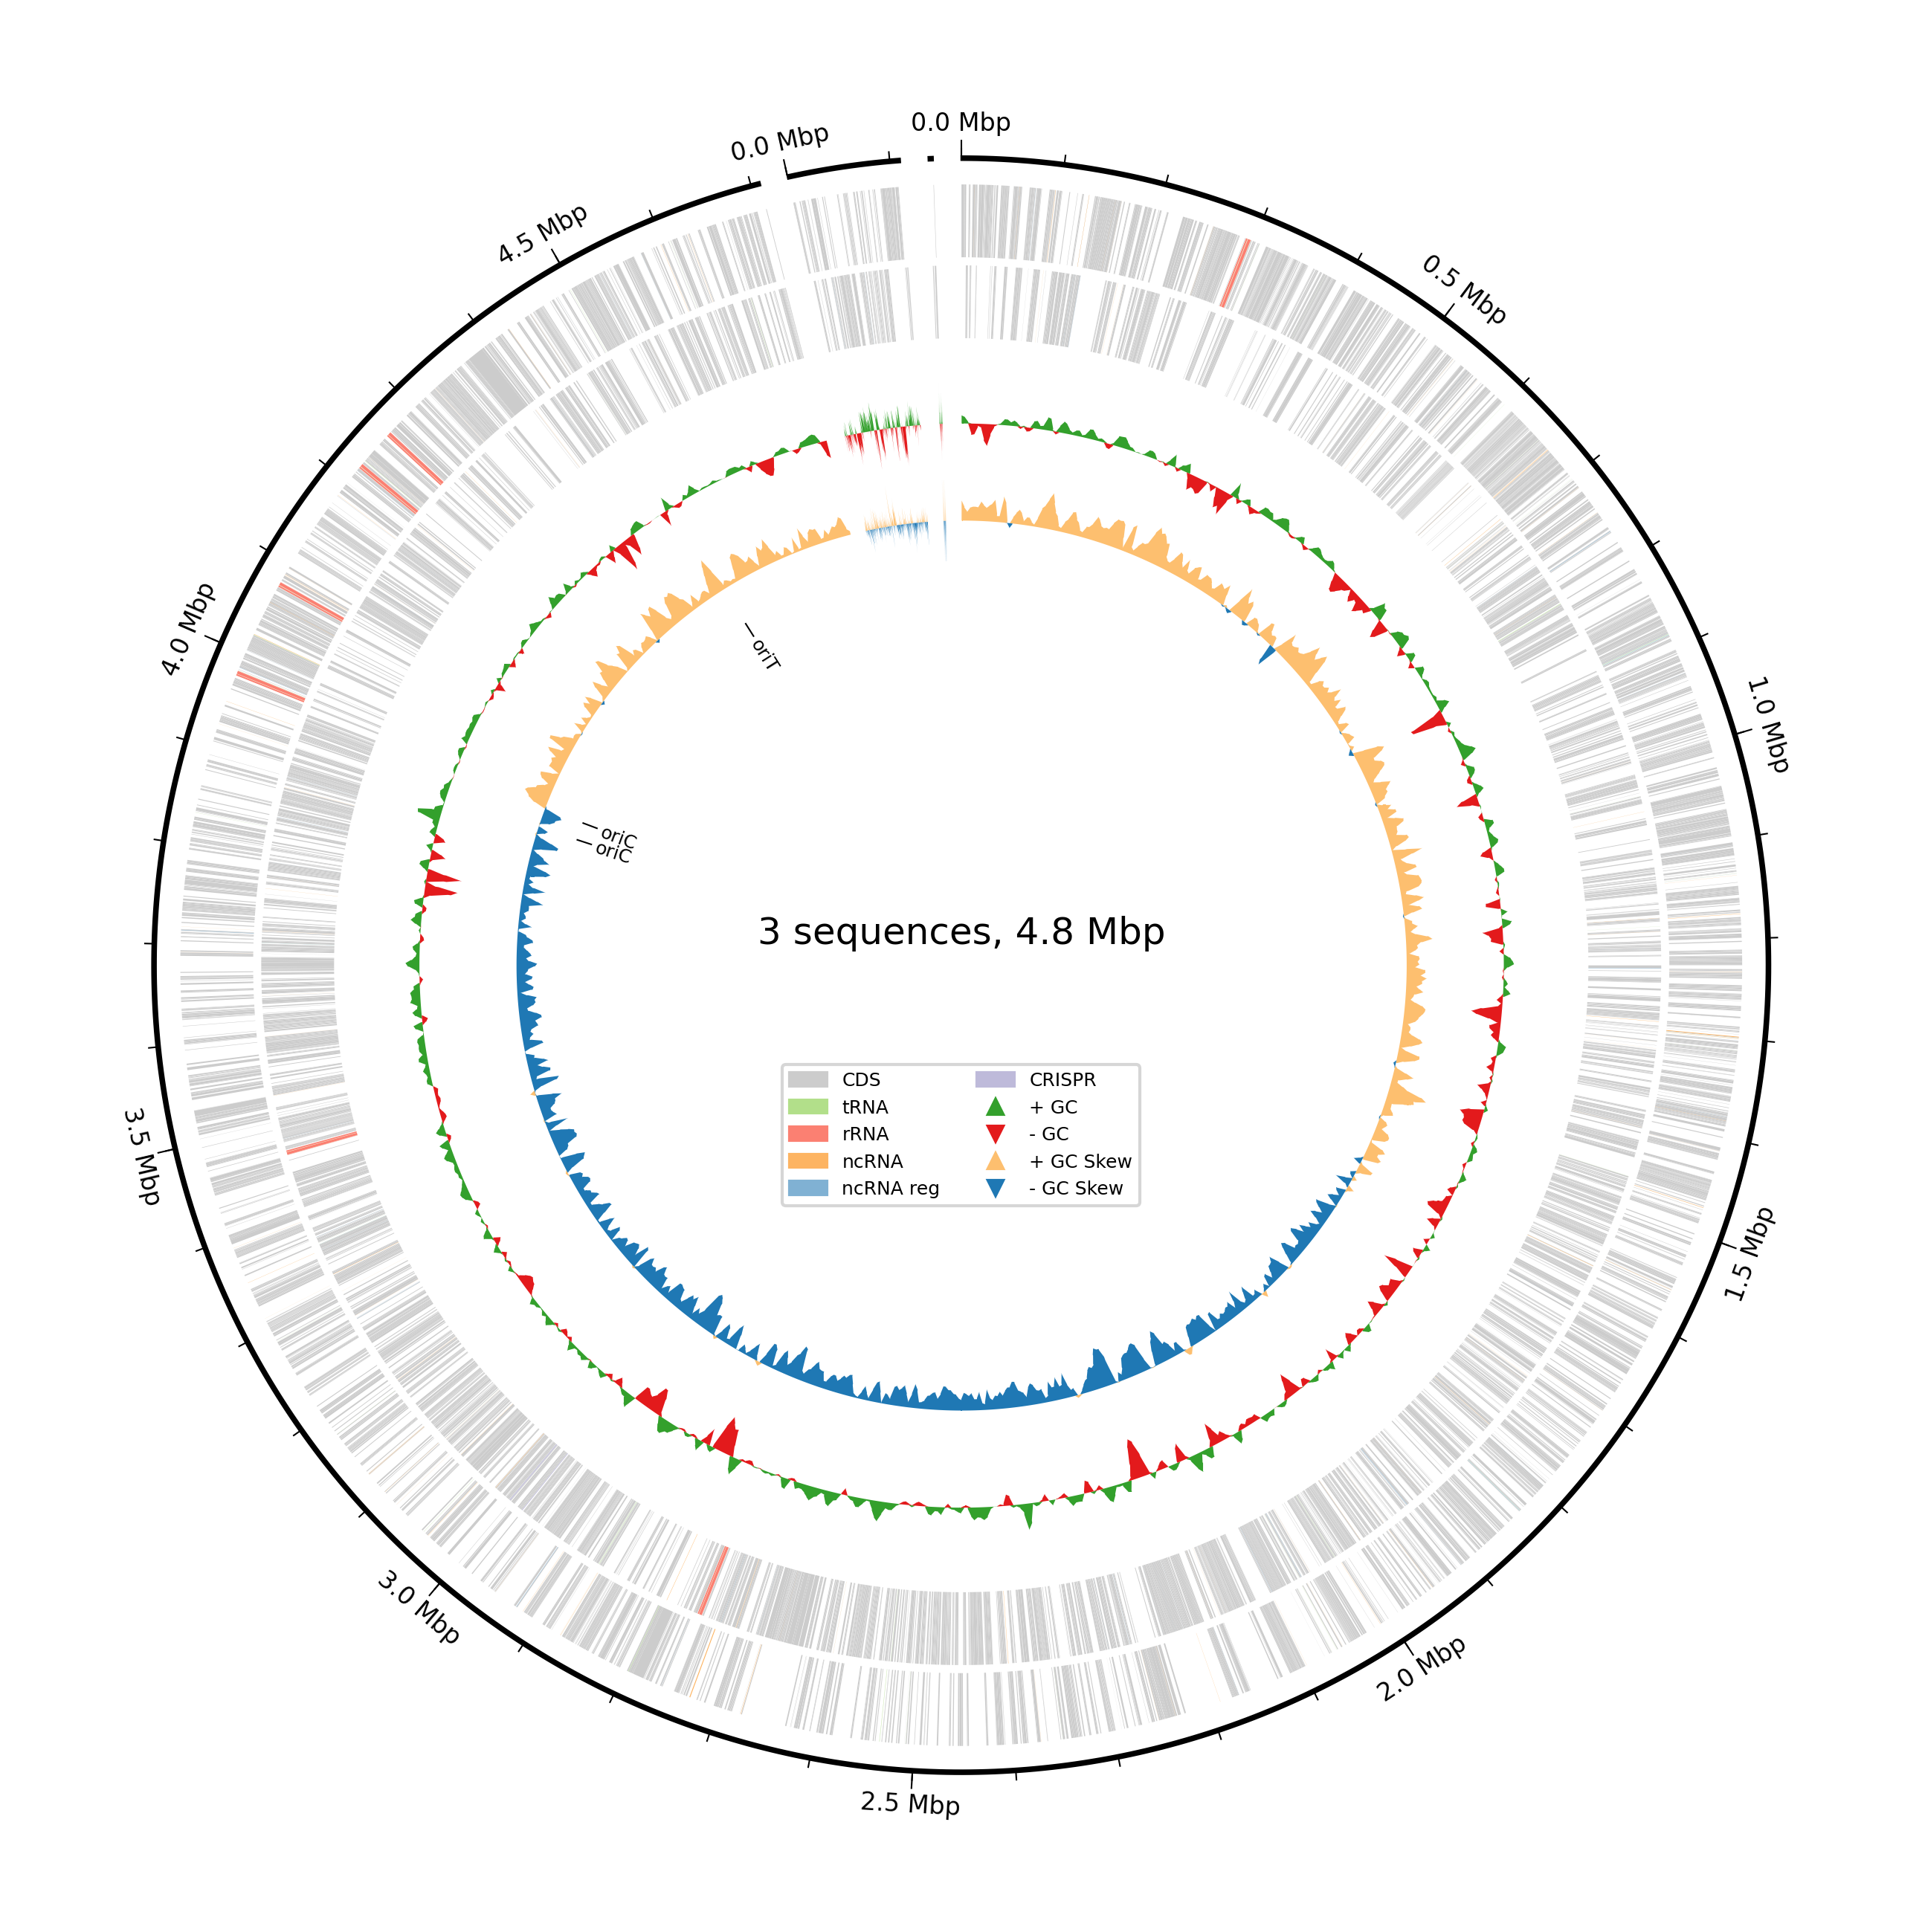 0.0 Mbp
0.0 Mbp
0.5 Mbp
1.0 Mbp
1.5 Mbp
2.0 Mbp
2.5 Mbp
3.0 Mbp
3.5 Mbp
4.0 Mbp
4.5 Mbp
oriT
oriC
oriC
3 sequences, 4.8 Mbp
CDS
tRNA
rRNA
ncRNA
ncRNA reg
CRISPR
+ GC
- GC
+ GC Skew
- GC Skew